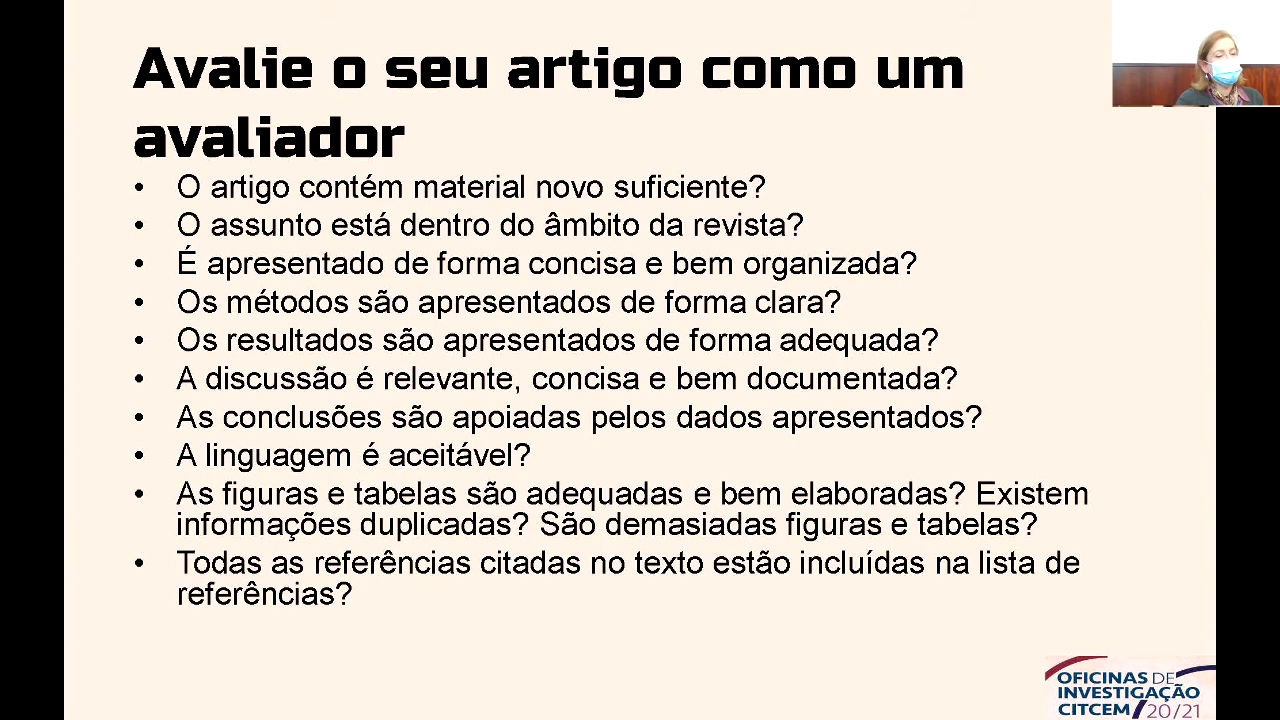 Avalie o seu artigo como um
avaliador
• O artigo contém material novo suficiente?
• O assunto está dentro do âmbito da revista?
• É apresentado de forma concisa e bem organizada?
• Os métodos são apresentados de forma clara?
• Os resultados são apresentados de forma adequada?
• A discussão é relevante, concisa e bem documentada?
• As conclusões são apoiadas pelos dados apresentados?
• A linguagem é aceitável?
• As figuras e tabelas são adequadas e bem elaboradas? Existem
informações duplicadas? São demasiadas figuras e tabelas?
• Todas as referências citadas no texto estão incluídas na lista de
referências?
OFICINAS DE
INVESTIGAÇÃO
CITCEM/20/21